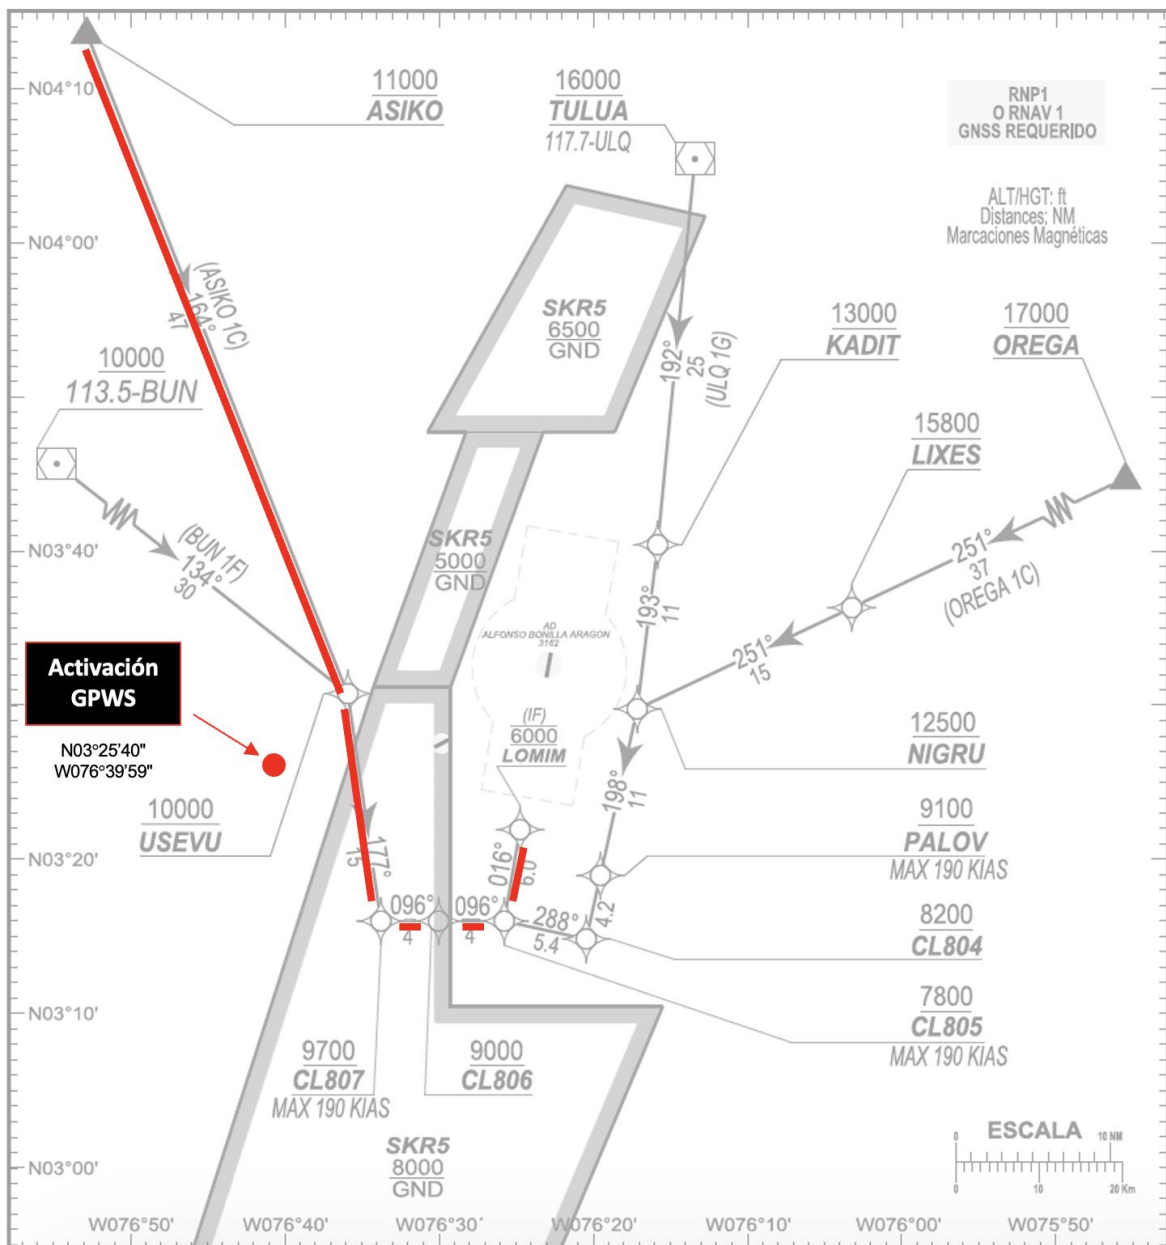 N04°10'
11000
ASIKO
16000
TULUA
117.7-ULQ
RNP1
O RNAV 1
GNSS REQUERIDO
ALT/HGT: ft
Distances: NM
Marcaciones Magnéticas
N04°00'
(ASIKO 1C)
164°
47
10000
113.5-BUN
SKR5
6500
GND
192°
25
(ULQ 1G)
13000
KADIT
17000
OREGA
15800
LIXES
N03°40'
(BUN 1F)
134°
30
SKR5
5000
GND
251°
37
(OREGA 1C)
193°
11
AD
ALFONSO BONILLA ARAGON
3162
251°
15
Activación
GPWS
N03°25'40"
W076°39'59"
(IF)
6000
LOMIM
12500
NIGRU
10000
USEVU
198°
11
9100
PALOV
MAX 190 KIAS
N03°20'
177°
15
016°
6.0
096°
4
096°
4
288°
5.4
4.2
8200
CL804
7800
CL805
MAX 190 KIAS
N03°10'
9700
CL807
MAX 190 KIAS
9000
CL806
SKR5
8000
GND
N03°00'
ESCALA
0
10 NM
0
10
20 Km
W076°50'
W076°40'
W076°30'
W076°20'
W076°10'
W076°00'
W075°50'